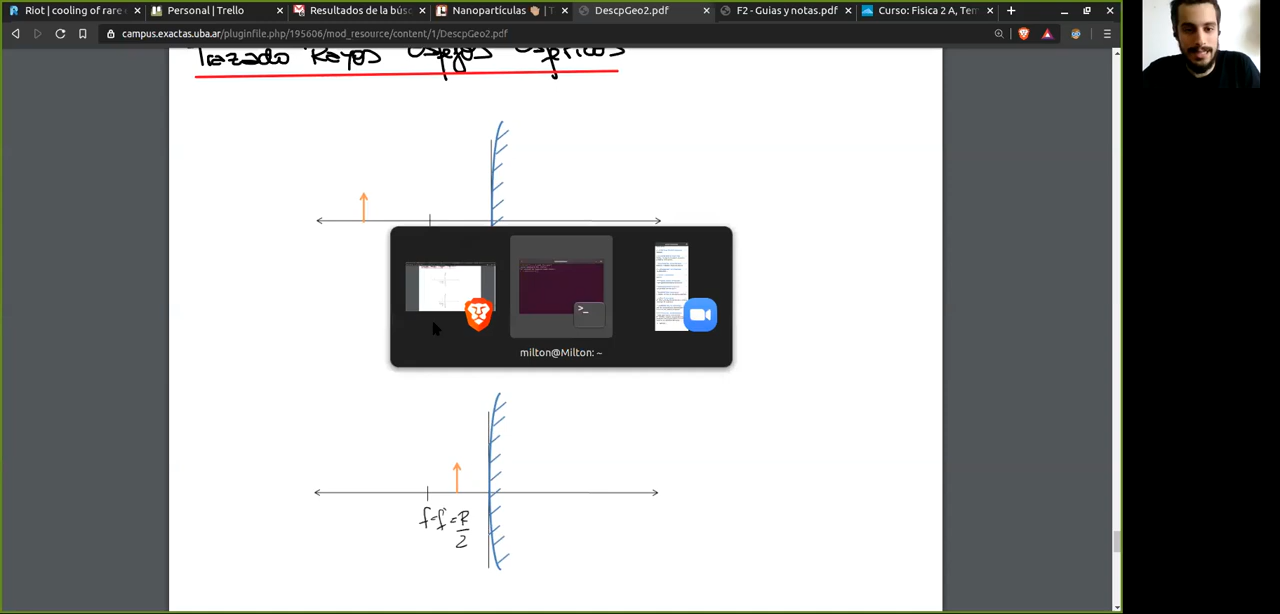 Riot | cooling of rare e
Personal | Trello
Resultados de la bús
Nanopartículas 👏🏽 | T
DescpGeo2.pdf
F2 - Guias y notas.pdf
Curso: Fisica 2 A, Tem
campus.exactas.uba.ar/pluginfile.php/195606/mod_resource/content/1/DescpGeo2.pdf
Trazado Rayos Espejos Esféricos
>_
milton@Milton: ~
f=f'=R/2